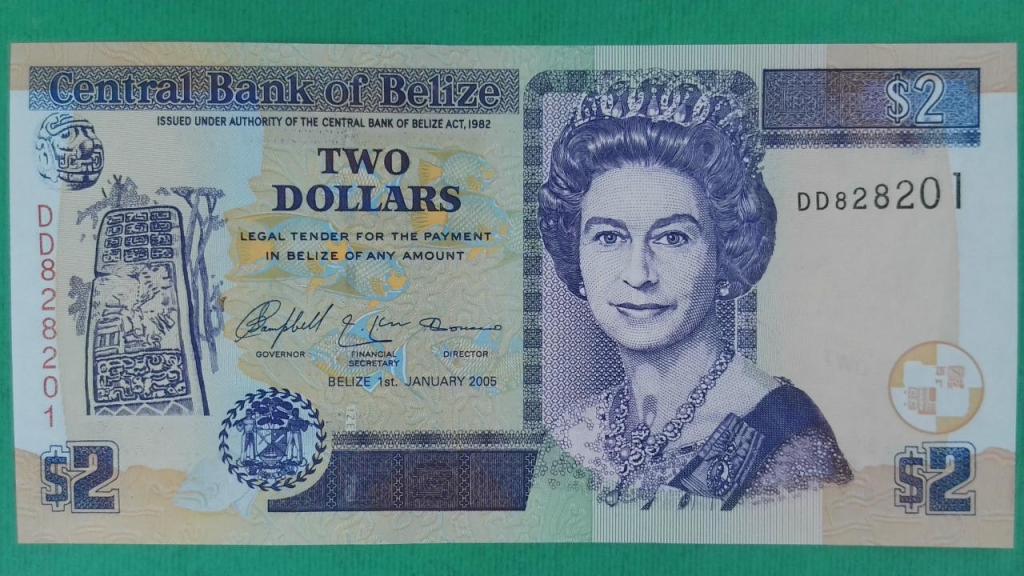 Central Bank of Belize
$2
ISSUED UNDER AUTHORITY OF THE CENTRAL BANK OF BELIZE ACT, 1982
TWO
DOLLARS
DD828201
DD828201
LEGAL TENDER FOR THE PAYMENT
IN BELIZE OF ANY AMOUNT
GOVERNOR
FINANCIAL
SECRETARY
DIRECTOR
BELIZE 1st. JANUARY 2005
$2
$2